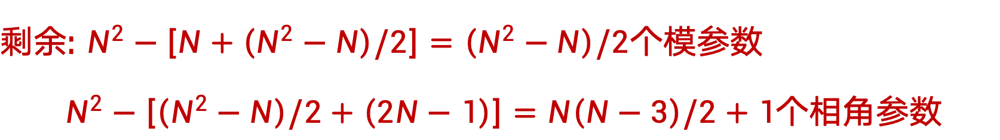 剩余: N² − [N + (N² − N)/2] = (N² − N)/2个模参数
N² − [(N² − N)/2 + (2N − 1)] = N(N − 3)/2 + 1个相角参数